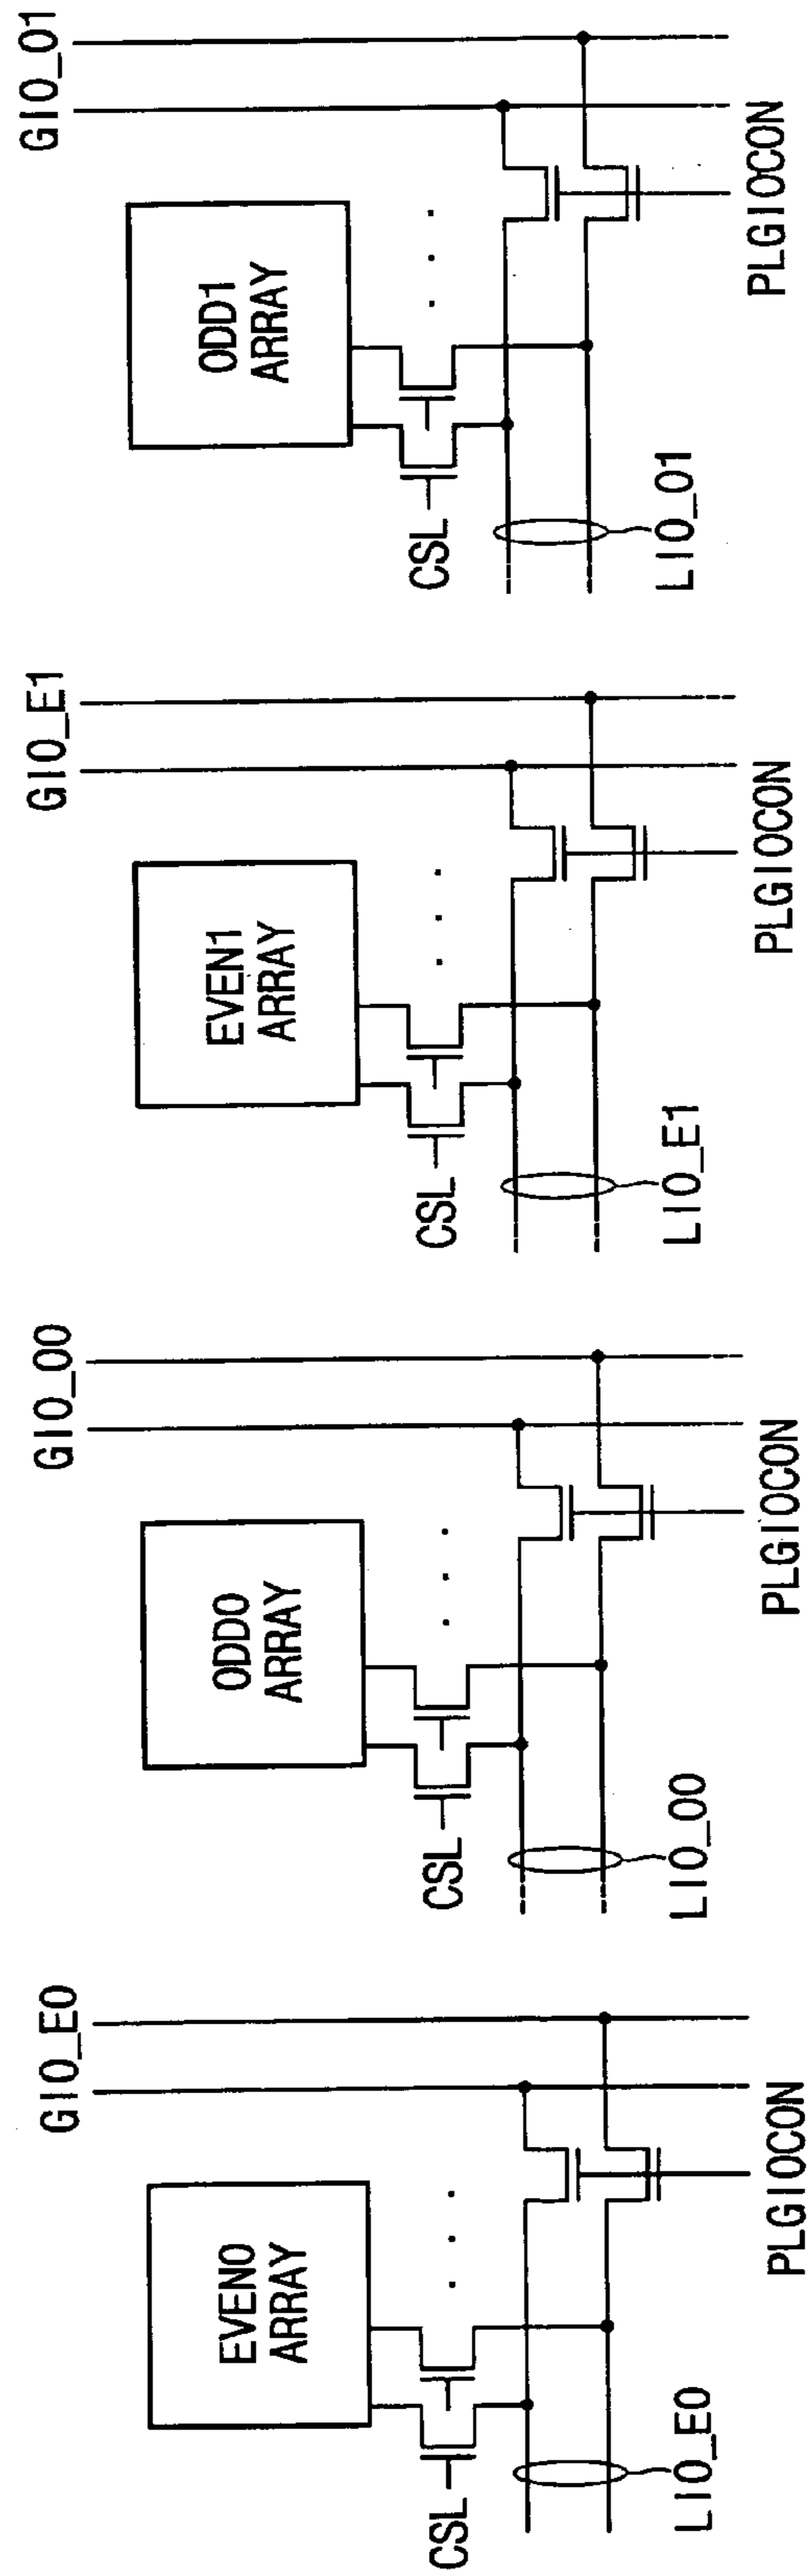 GIO_E0
EVEN0
ARRAY
CSL
LIO_E0
PLGIOCON
GIO_O0
ODD0
ARRAY
CSL
LIO_O0
PLGIOCON
GIO_E1
EVEN1
ARRAY
CSL
LIO_E1
PLGIOCON
GIO_O1
ODD1
ARRAY
CSL
LIO_O1
PLGIOCON